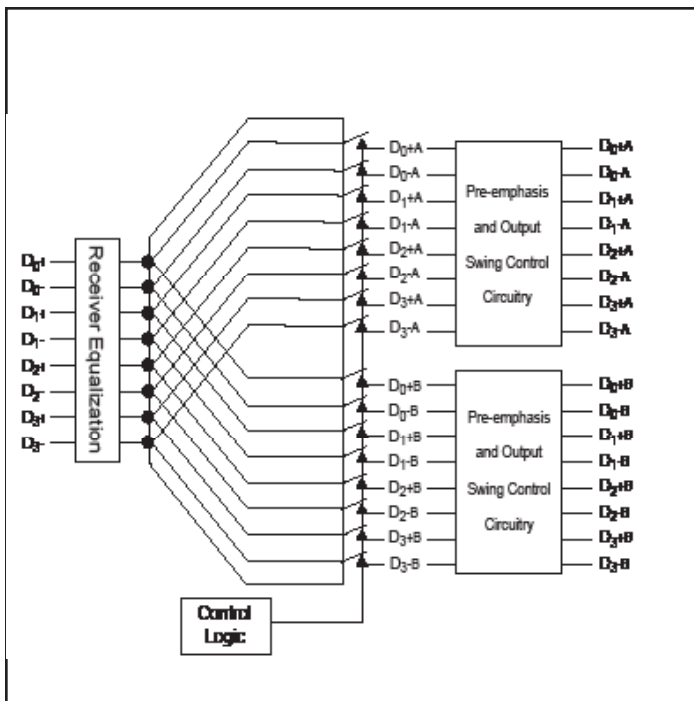 D0+
D0-
D1+
D1-
D2+
D2-
D3+
D3-
Receiver Equalization
Control
Logic
D0+A
D0-A
D1+A
D1-A
D2+A
D2-A
D3+A
D3-A
Pre-emphasis
and Output
Swing Control
Circuitry
D0+A
D0-A
D1+A
D1-A
D2+A
D2-A
D3+A
D3-A
D0+B
D0-B
D1+B
D1-B
D2+B
D2-B
D3+B
D3-B
Pre-emphasis
and Output
Swing Control
Circuitry
D0+B
D0-B
D1+B
D1-B
D2+B
D2-B
D3+B
D3-B